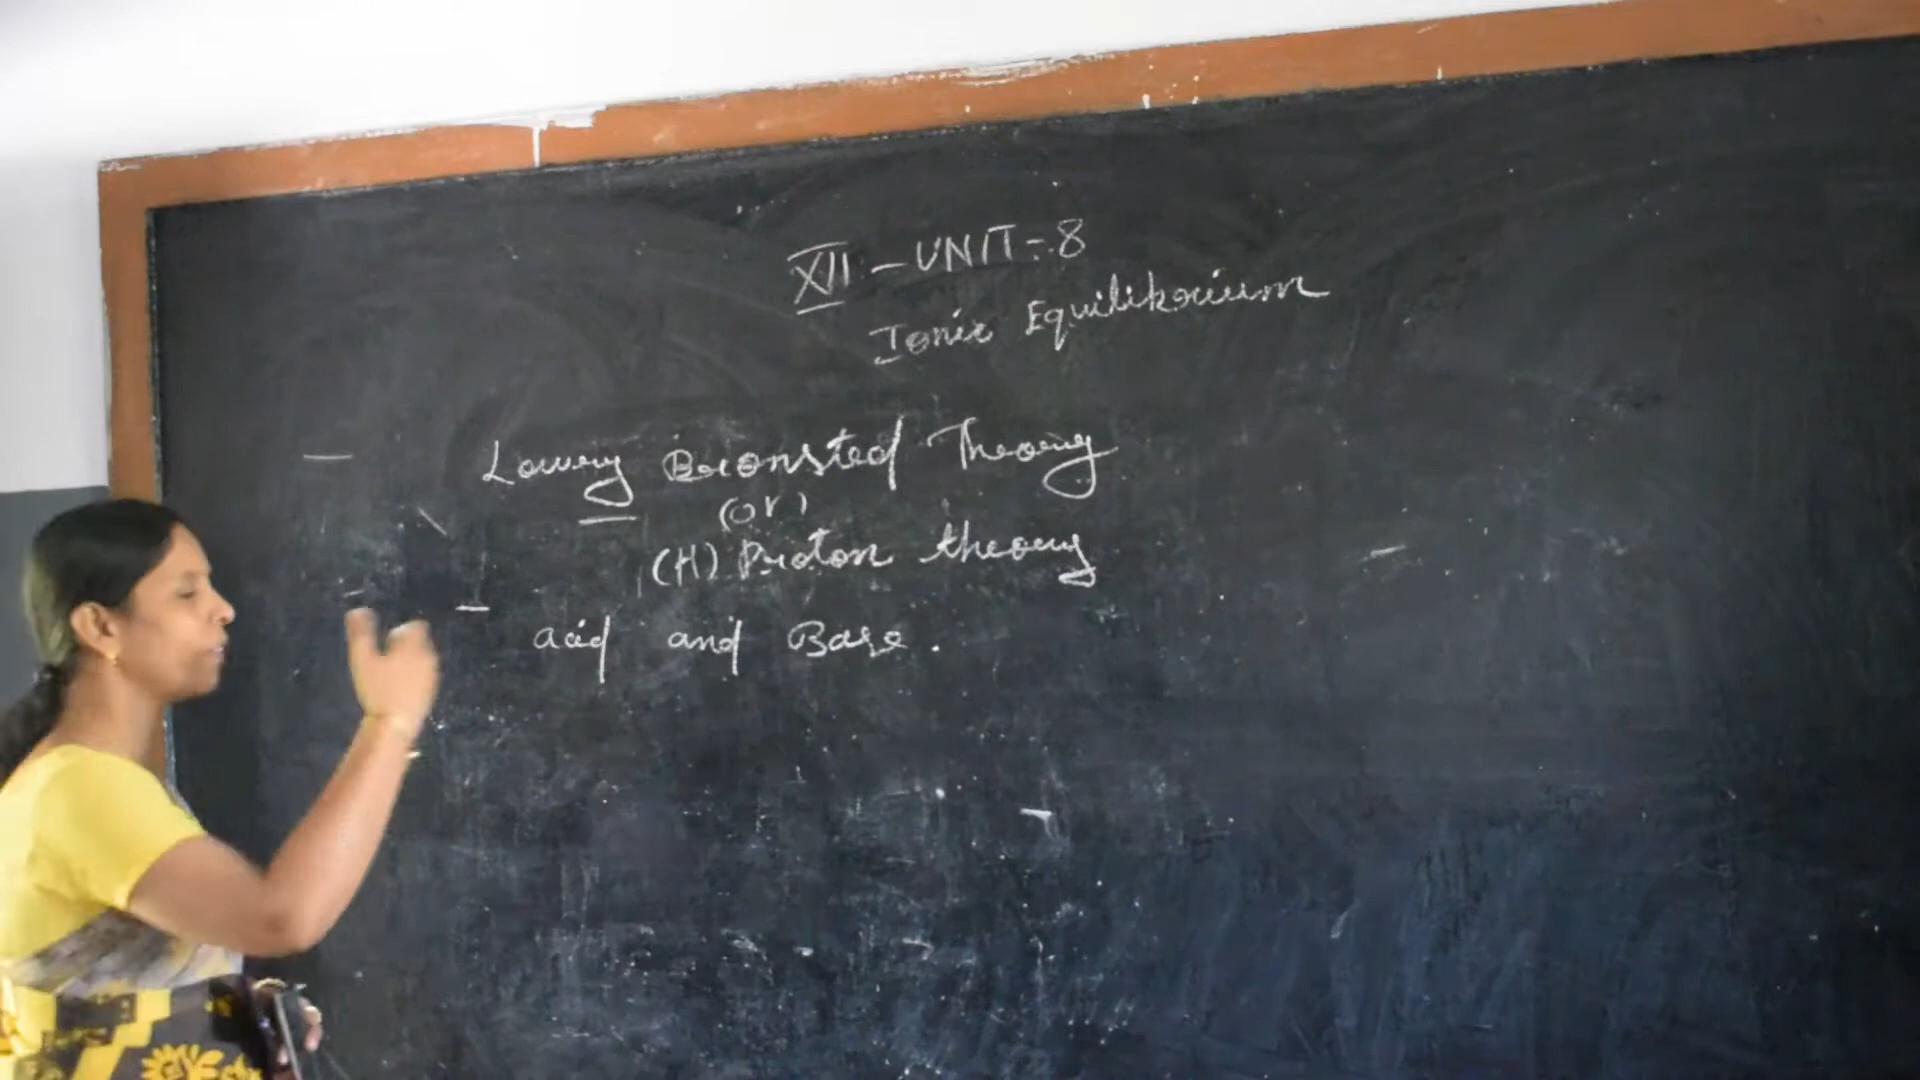 XII - UNIT - 8
Ionic Equilibrium
Lowry Bronsted Theory
(or)
(H) Proton theory
acid and Base.